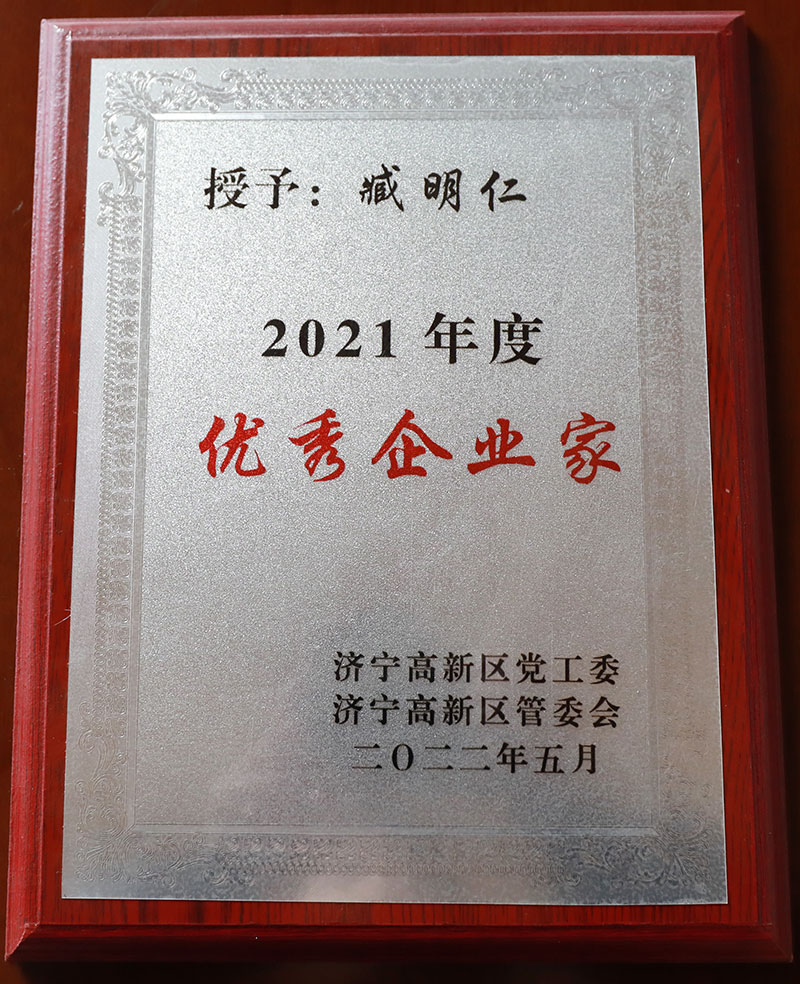 授予：臧明仁
2021年度
优秀企业家
济宁高新区党工委
济宁高新区管委会
二〇二二年五月